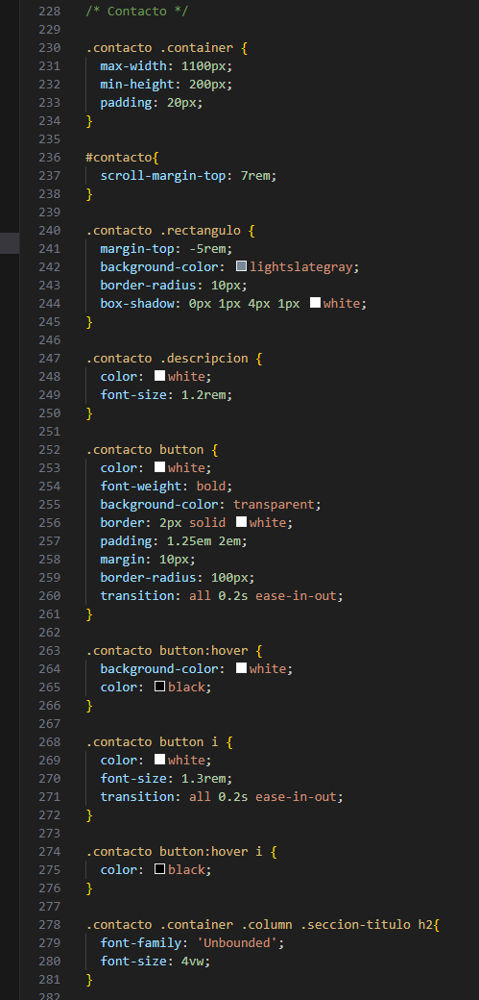 228 /* Contacto */
229
230 .contacto .container {
231 max-width: 1100px;
232 min-height: 200px;
233 padding: 20px;
234 }
235
236 #contacto{
237 scroll-margin-top: 7rem;
238 }
239
240 .contacto .rectangulo {
241 margin-top: -5rem;
242 background-color: lightslategray;
243 border-radius: 10px;
244 box-shadow: 0px 1px 4px 1px white;
245 }
246
247 .contacto .descripcion {
248 color: white;
249 font-size: 1.2rem;
250 }
251
252 .contacto button {
253 color: white;
254 font-weight: bold;
255 background-color: transparent;
256 border: 2px solid white;
257 padding: 1.25em 2em;
258 margin: 10px;
259 border-radius: 100px;
260 transition: all 0.2s ease-in-out;
261 }
262
263 .contacto button:hover {
264 background-color: white;
265 color: black;
266 }
267
268 .contacto button i {
269 color: white;
270 font-size: 1.3rem;
271 transition: all 0.2s ease-in-out;
272 }
273
274 .contacto button:hover i {
275 color: black;
276 }
277
278 .contacto .container .column .seccion-titulo h2{
279 font-family: 'Unbounded';
280 font-size: 4vw;
281 }
282